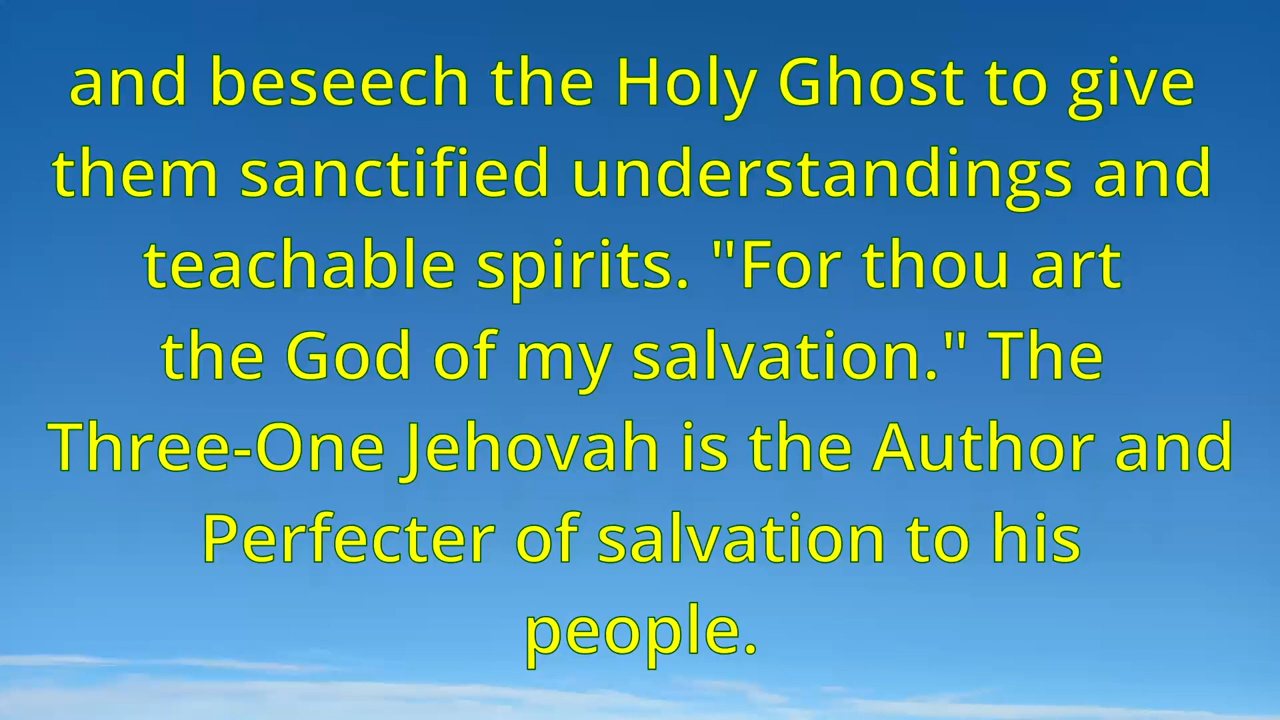 and beseech the Holy Ghost to give
them sanctified understandings and
teachable spirits. "For thou art
the God of my salvation." The
Three-One Jehovah is the Author and
Perfecter of salvation to his
people.